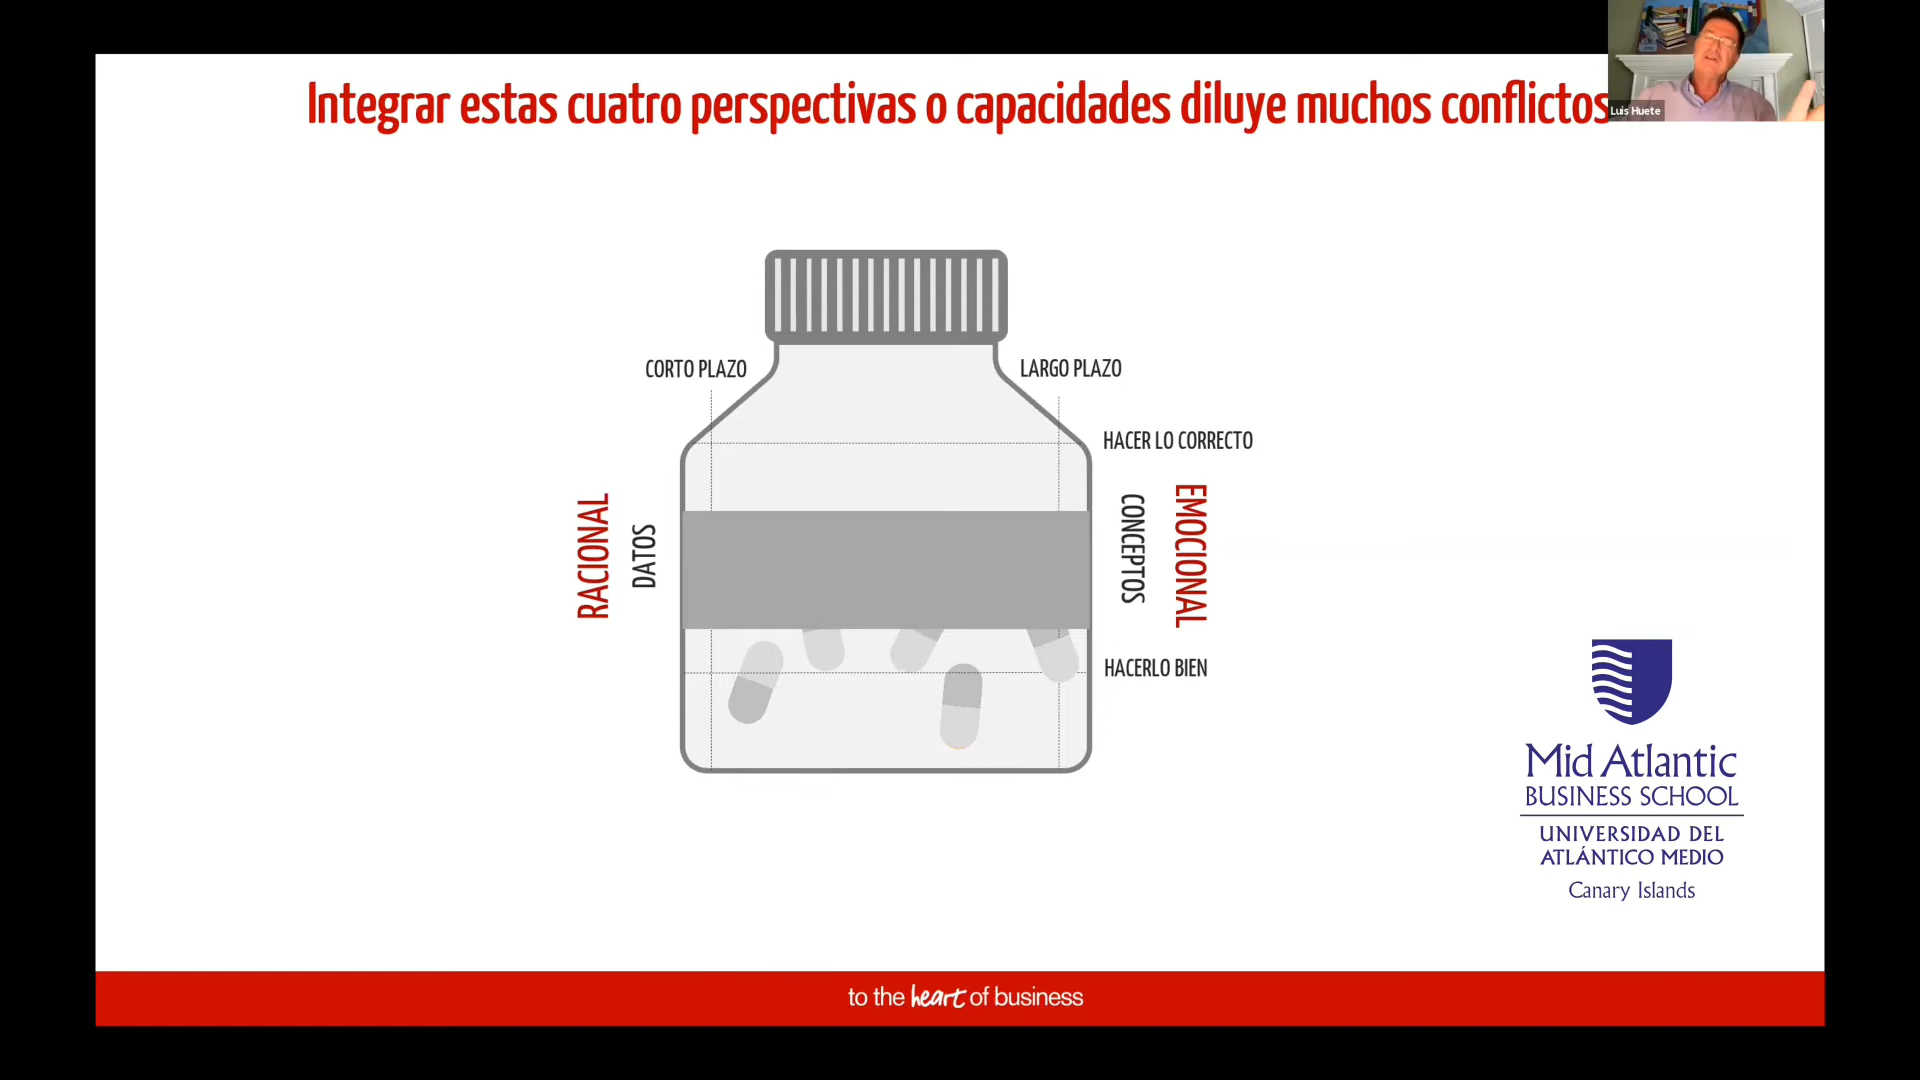 Integrar estas cuatro perspectivas o capacidades diluye muchos conflictos
Luis Huete
CORTO PLAZO
LARGO PLAZO
HACER LO CORRECTO
RACIONAL
DATOS
CONCEPTOS
EMOCIONAL
HACERLO BIEN
Mid Atlantic
BUSINESS SCHOOL
UNIVERSIDAD DEL
ATLÁNTICO MEDIO
Canary Islands
to the heart of business